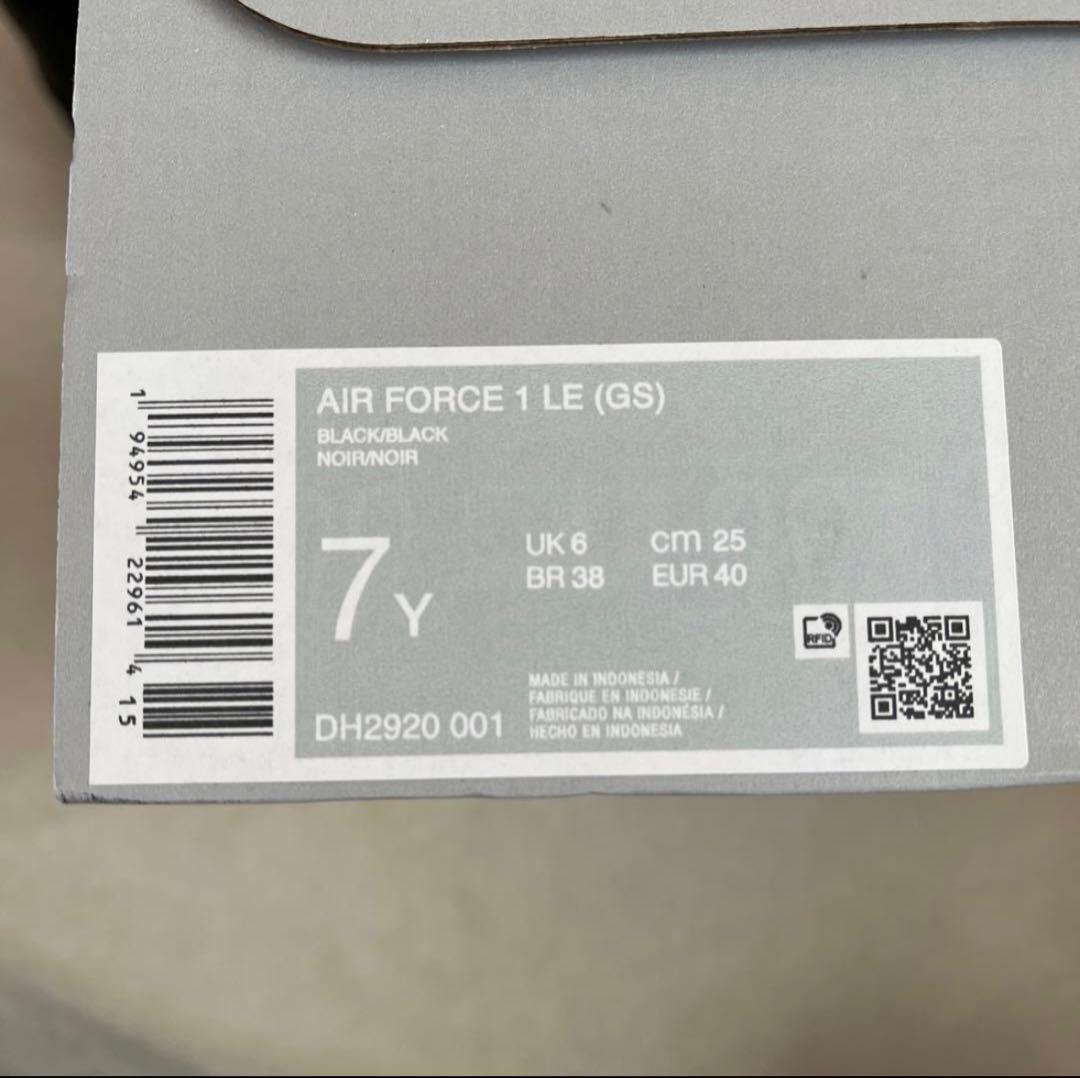 AIR FORCE 1 LE (GS)
BLACK/BLACK
NOIR/NOIR
7Y
UK 6 cm 25
BR 38 EUR 40
RFID
MADE IN INDONESIA /
FABRIQUE EN INDONESIE /
FABRICADO NA INDONÉSIA /
HECHO EN INDONESIA
DH2920 001
1 94954 22961 4 15